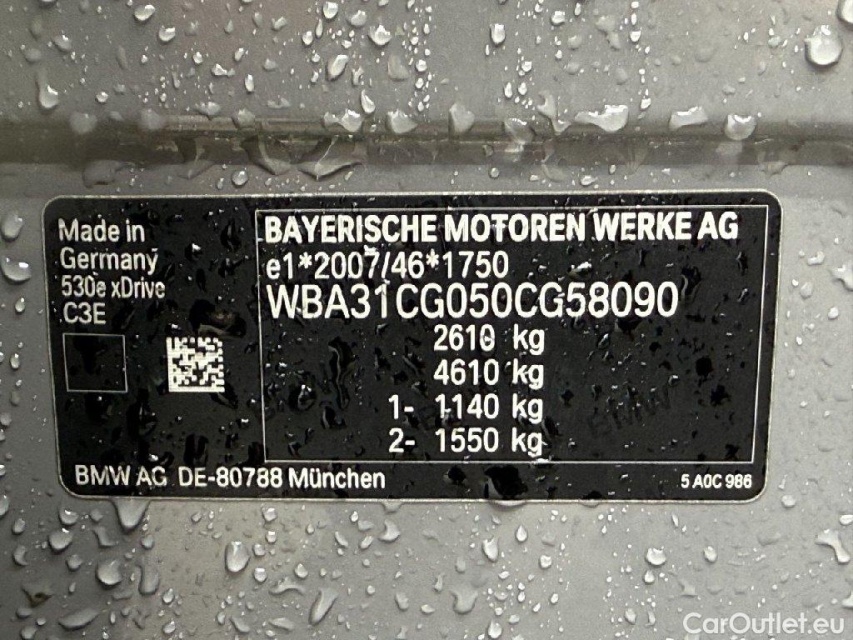 Made in
Germany
530e xDrive
C3E
BAYERISCHE MOTOREN WERKE AG
e1*2007/46*1750
WBA31CG050CG58090
2610 kg
4610 kg
1- 1140 kg
2- 1550 kg
BMW AG DE-80788 München
5 A0C 986
CarOutlet.eu